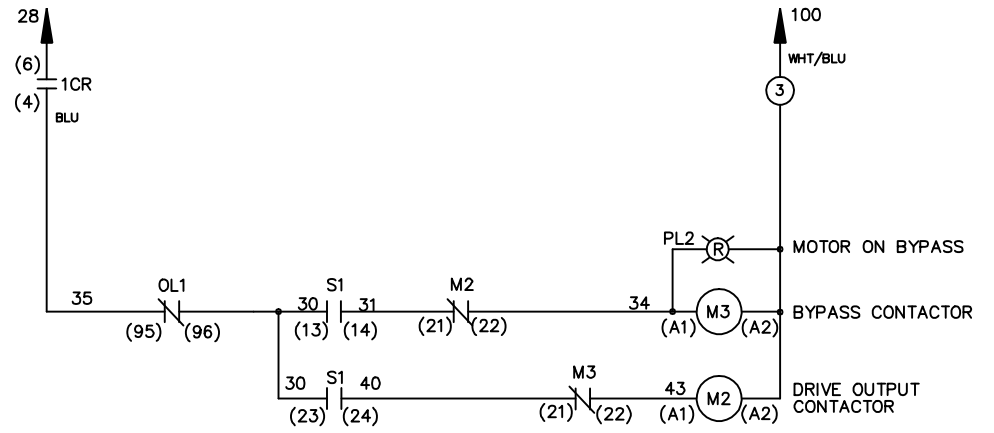 28
100
(6)
WHT/BLU
1CR
3
(4)
BLU
PL2
R
MOTOR ON BYPASS
35
OL1
30
S1
31
M2
34
M3
BYPASS CONTACTOR
(95)
(96)
(13)
(14)
(21)
(22)
(A1)
(A2)
30
S1
40
M3
43
M2
DRIVE OUTPUT
CONTACTOR
(23)
(24)
(21)
(22)
(A1)
(A2)